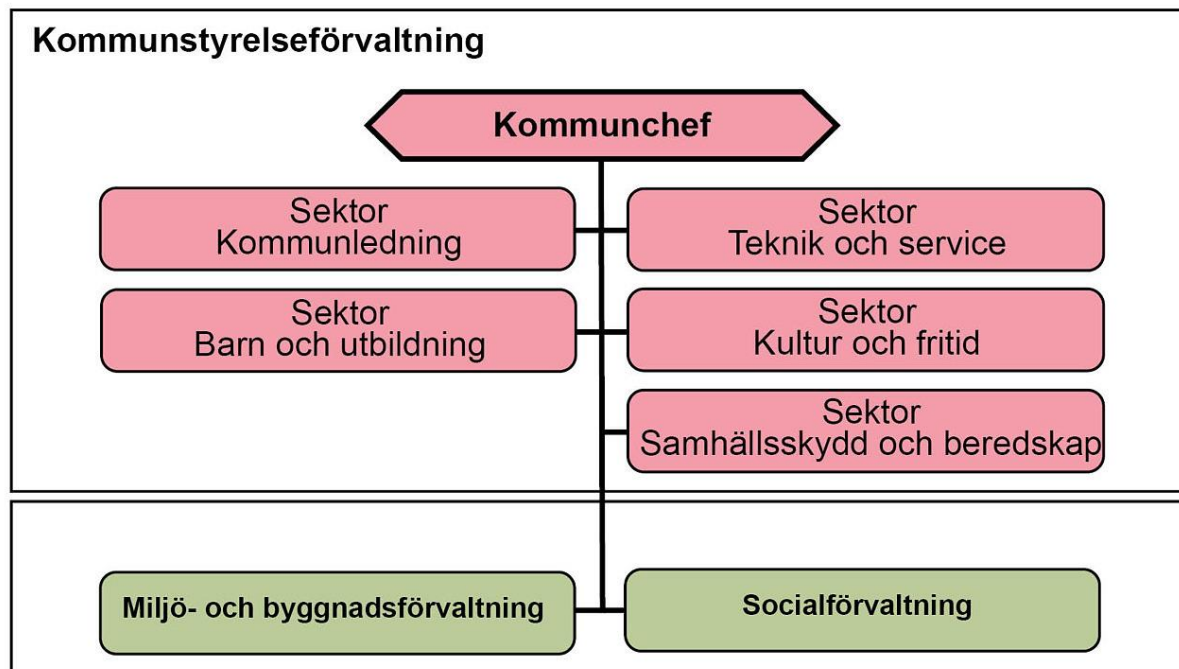 Kommunstyrelseförvaltning
Kommunchef
Sektor
Kommunledning
Sektor
Teknik och service
Sektor
Barn och utbildning
Sektor
Kultur och fritid
Sektor
Samhällsskydd och beredskap
Miljö- och byggnadsförvaltning
Socialförvaltning